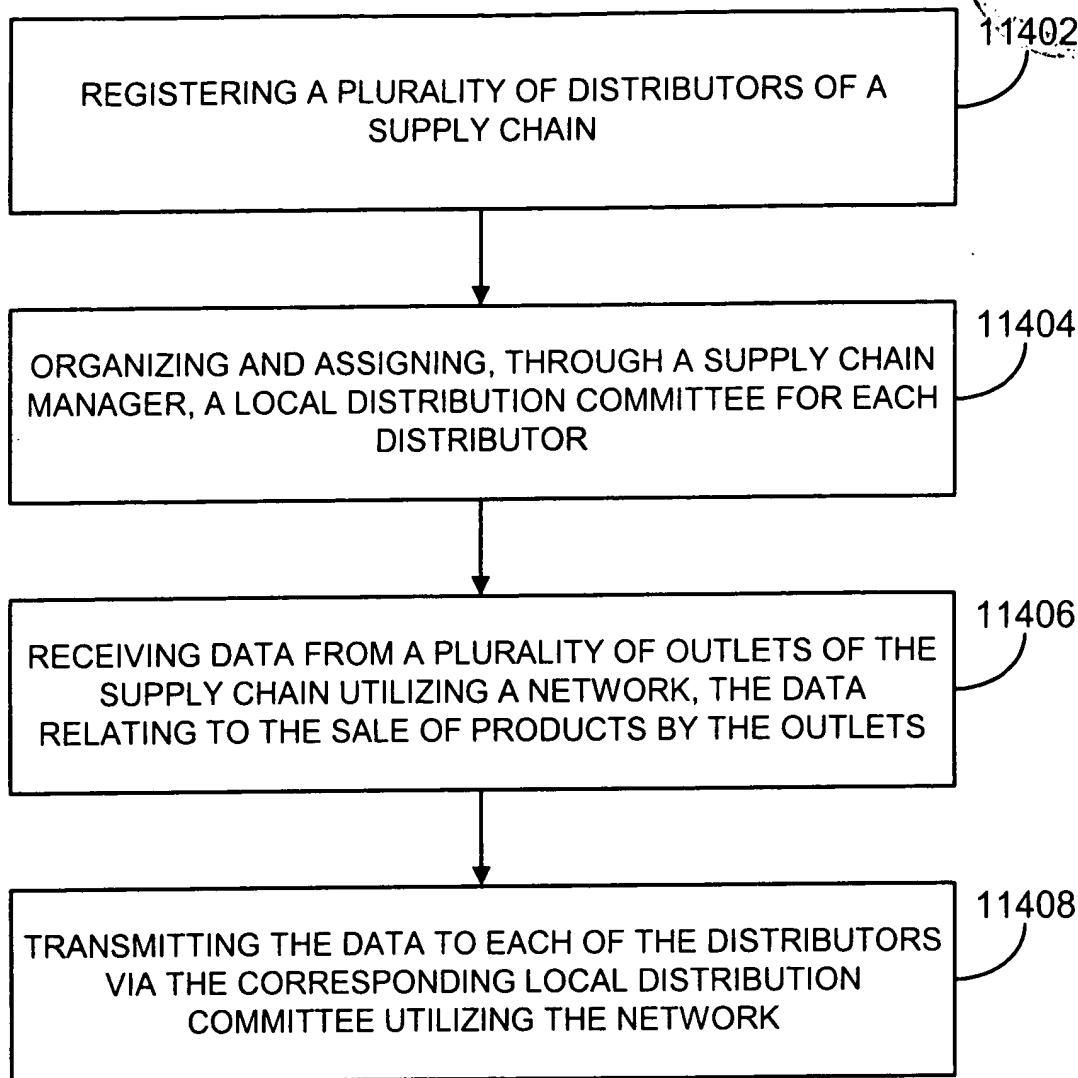 11402
REGISTERING A PLURALITY OF DISTRIBUTORS OF A
SUPPLY CHAIN
11404
ORGANIZING AND ASSIGNING, THROUGH A SUPPLY CHAIN
MANAGER, A LOCAL DISTRIBUTION COMMITTEE FOR EACH
DISTRIBUTOR
11406
RECEIVING DATA FROM A PLURALITY OF OUTLETS OF THE
SUPPLY CHAIN UTILIZING A NETWORK, THE DATA
RELATING TO THE SALE OF PRODUCTS BY THE OUTLETS
11408
TRANSMITTING THE DATA TO EACH OF THE DISTRIBUTORS
VIA THE CORRESPONDING LOCAL DISTRIBUTION
COMMITTEE UTILIZING THE NETWORK